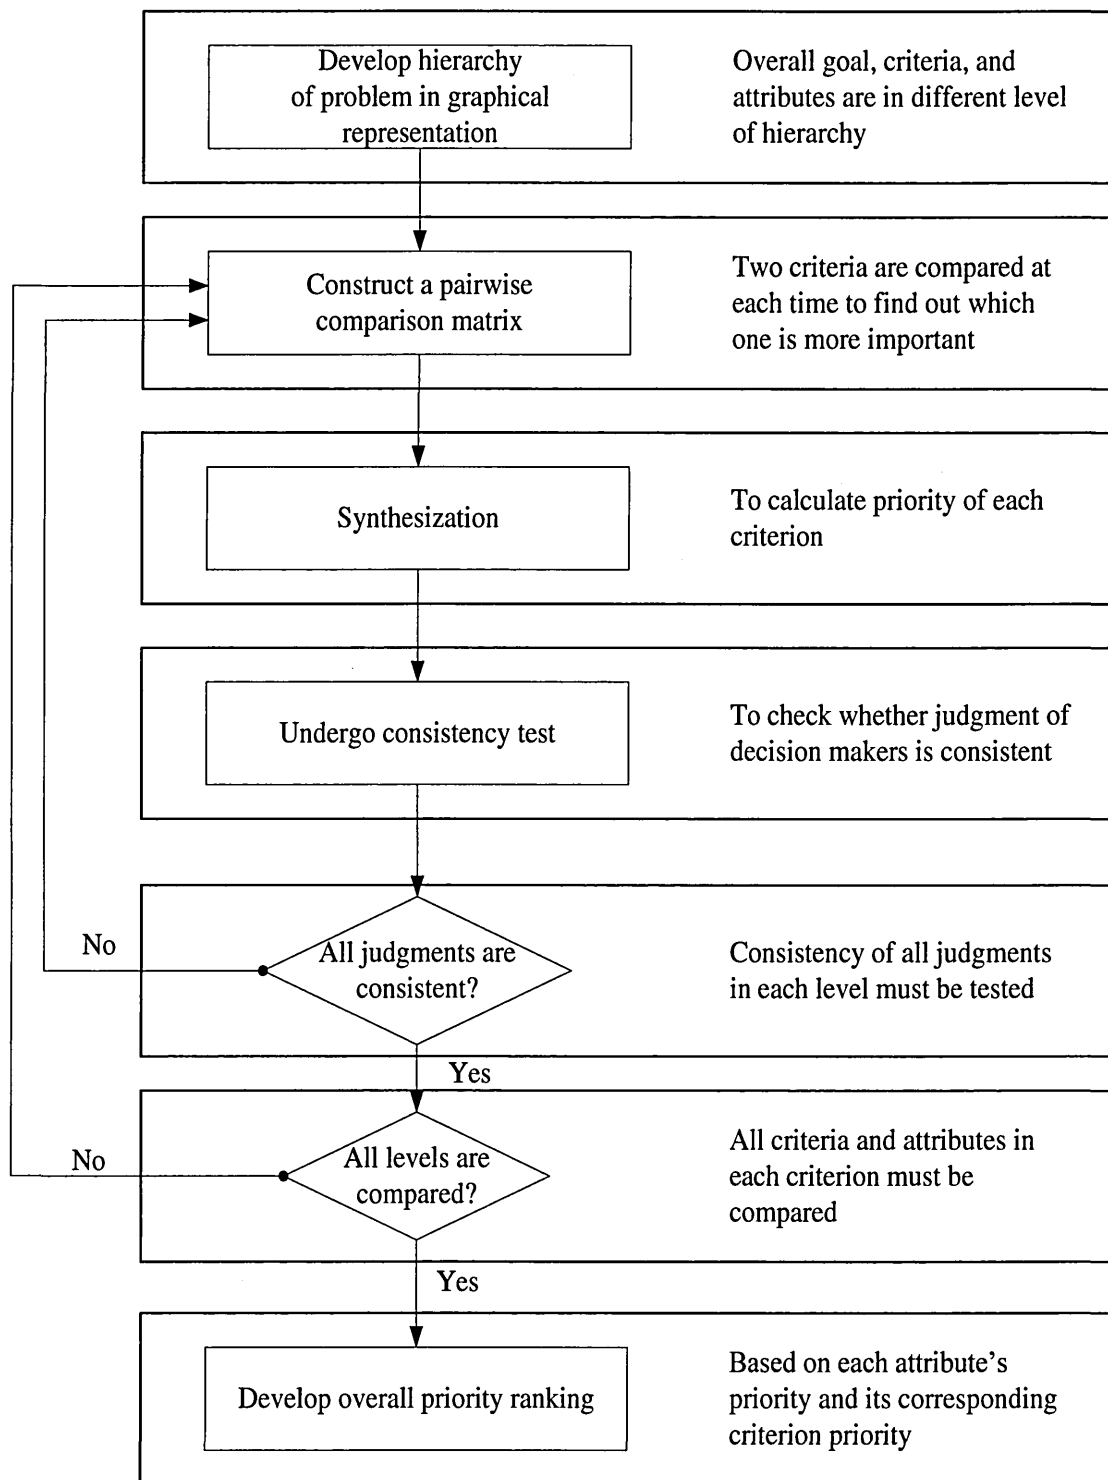 Develop hierarchy
of problem in graphical
representation
Overall goal, criteria, and
attributes are in different level
of hierarchy
Construct a pairwise
comparison matrix
Two criteria are compared at
each time to find out which
one is more important
Synthesization
To calculate priority of each
criterion
Undergo consistency test
To check whether judgment of
decision makers is consistent
No
All judgments are
consistent?
Consistency of all judgments
in each level must be tested
Yes
No
All levels are
compared?
All criteria and attributes in
each criterion must be
compared
Yes
Develop overall priority ranking
Based on each attribute’s
priority and its corresponding
criterion priority